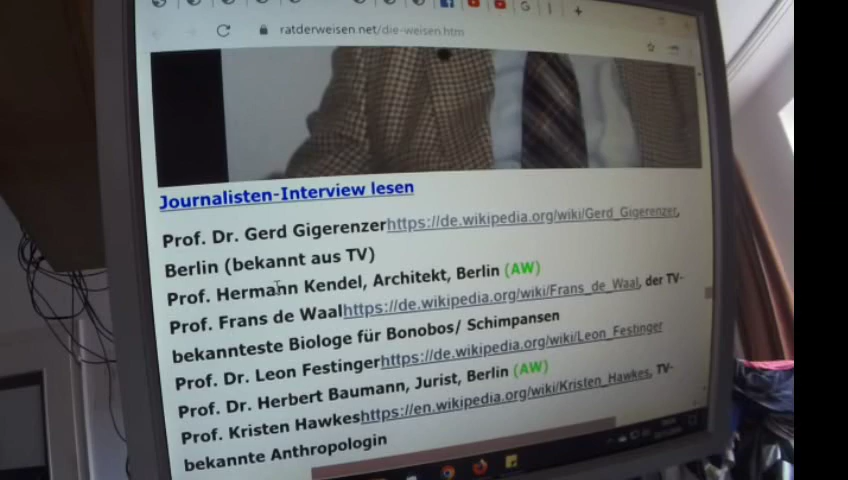 ratderweisen.net/die-weisen.htm
Journalisten-Interview lesen
Prof. Dr. Gerd Gigerenzerhttps://de.wikipedia.org/wiki/Gerd_Gigerenzer,
Berlin (bekannt aus TV)
Prof. Hermann Kendel, Architekt, Berlin (AW)
Prof. Frans de Waalhttps://de.wikipedia.org/wiki/Frans_de_Waal, der TV-
bekannteste Biologe für Bonobos/ Schimpansen
Prof. Dr. Leon Festingerhttps://de.wikipedia.org/wiki/Leon_Festinger
Prof. Dr. Herbert Baumann, Jurist, Berlin (AW)
Prof. Kristen Hawkeshttps://en.wikipedia.org/wiki/Kristen_Hawkes, TV-
bekannte Anthropologin